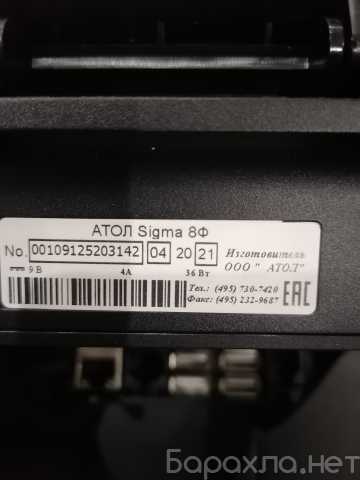 АТОЛ Sigma 8Ф
No. 00109125203142 04 20 21
Изготовитель
ООО " АТОЛ"
9 В 4А 36 Вт
Тел.: (495) 730-7420
Факс: (495) 232-9687
EAC
Барахла.нет